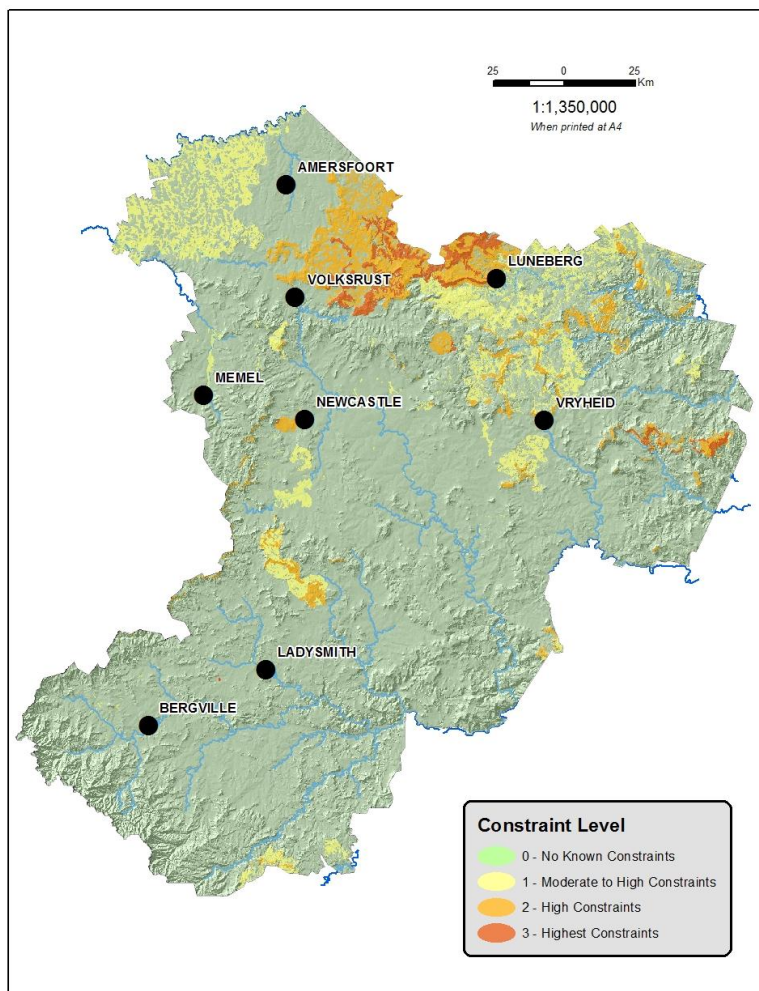 25 0 25
Km
1:1,350,000
When printed at A4
AMERSFOORT
LUNEBERG
VOLKSRUST
MEMEL
NEWCASTLE
VRYHEID
LADYSMITH
BERGVILLE
Constraint Level
0 - No Known Constraints
1 - Moderate to High Constraints
2 - High Constraints
3 - Highest Constraints